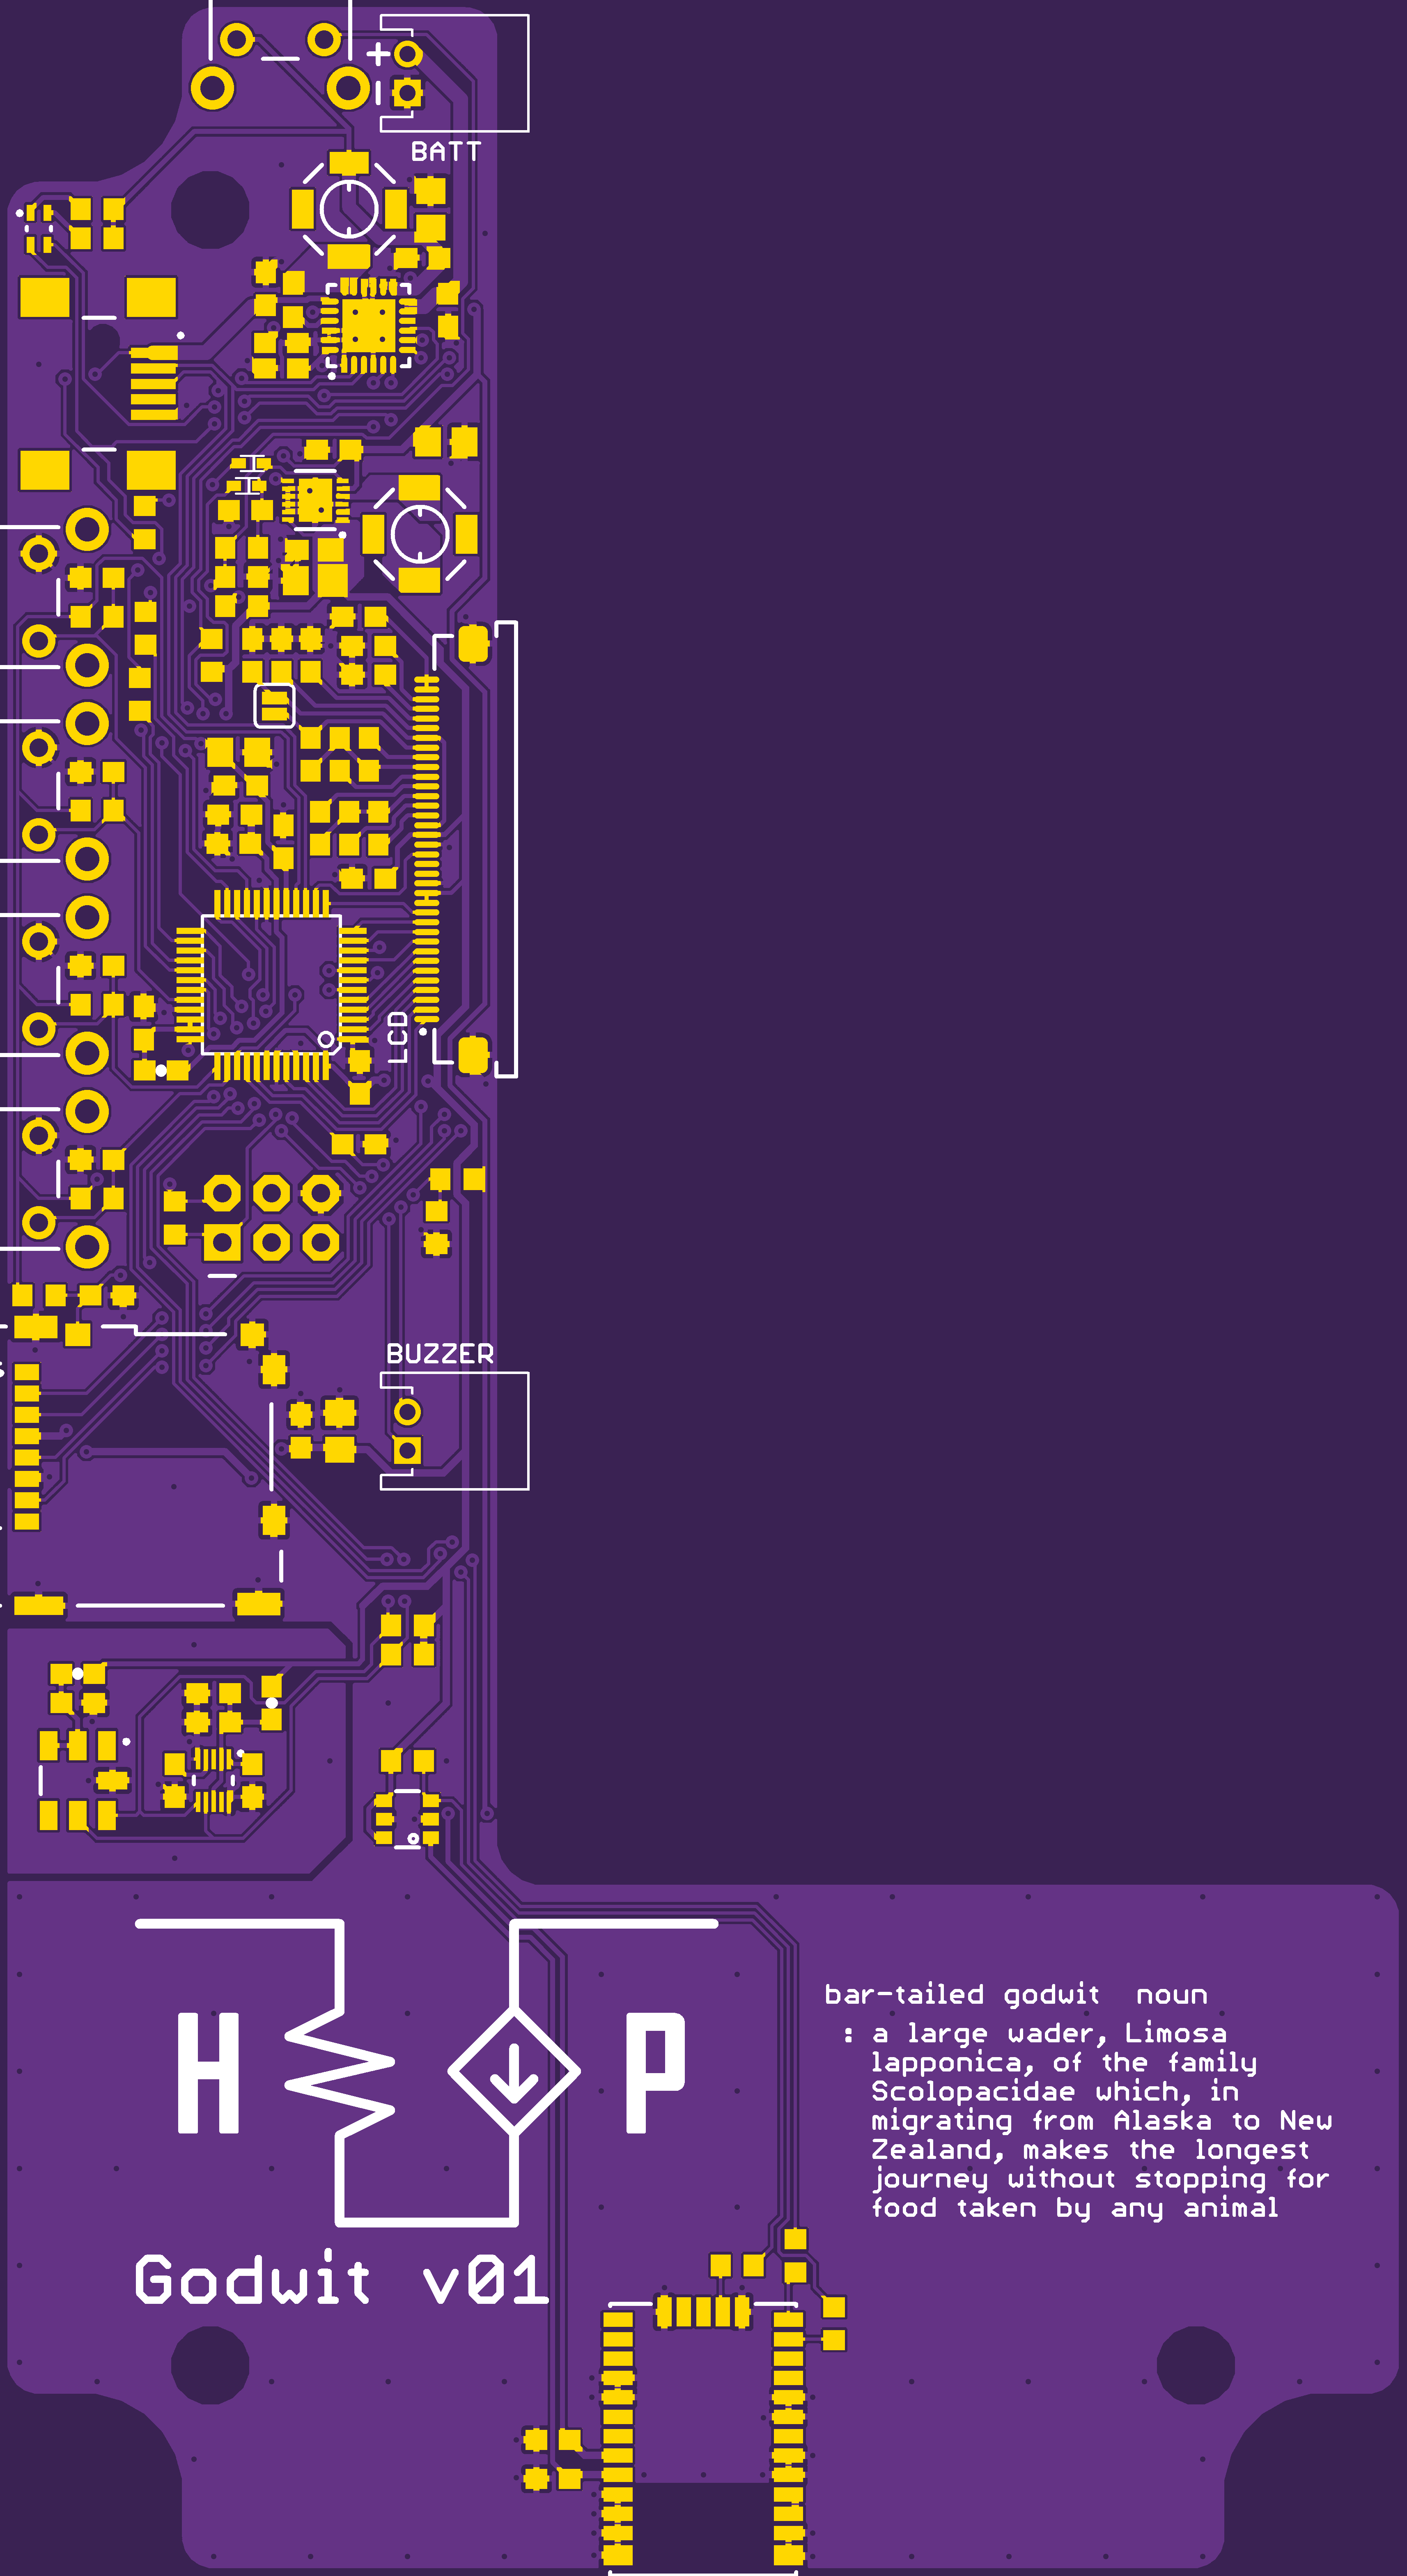 +
BATT
LCD
BUZZER
H P
bar-tailed godwit noun
: a large wader, Limosa
lapponica, of the family
Scolopacidae which, in
migrating from Alaska to New
Zealand, makes the longest
journey without stopping for
food taken by any animal
Godwit v01